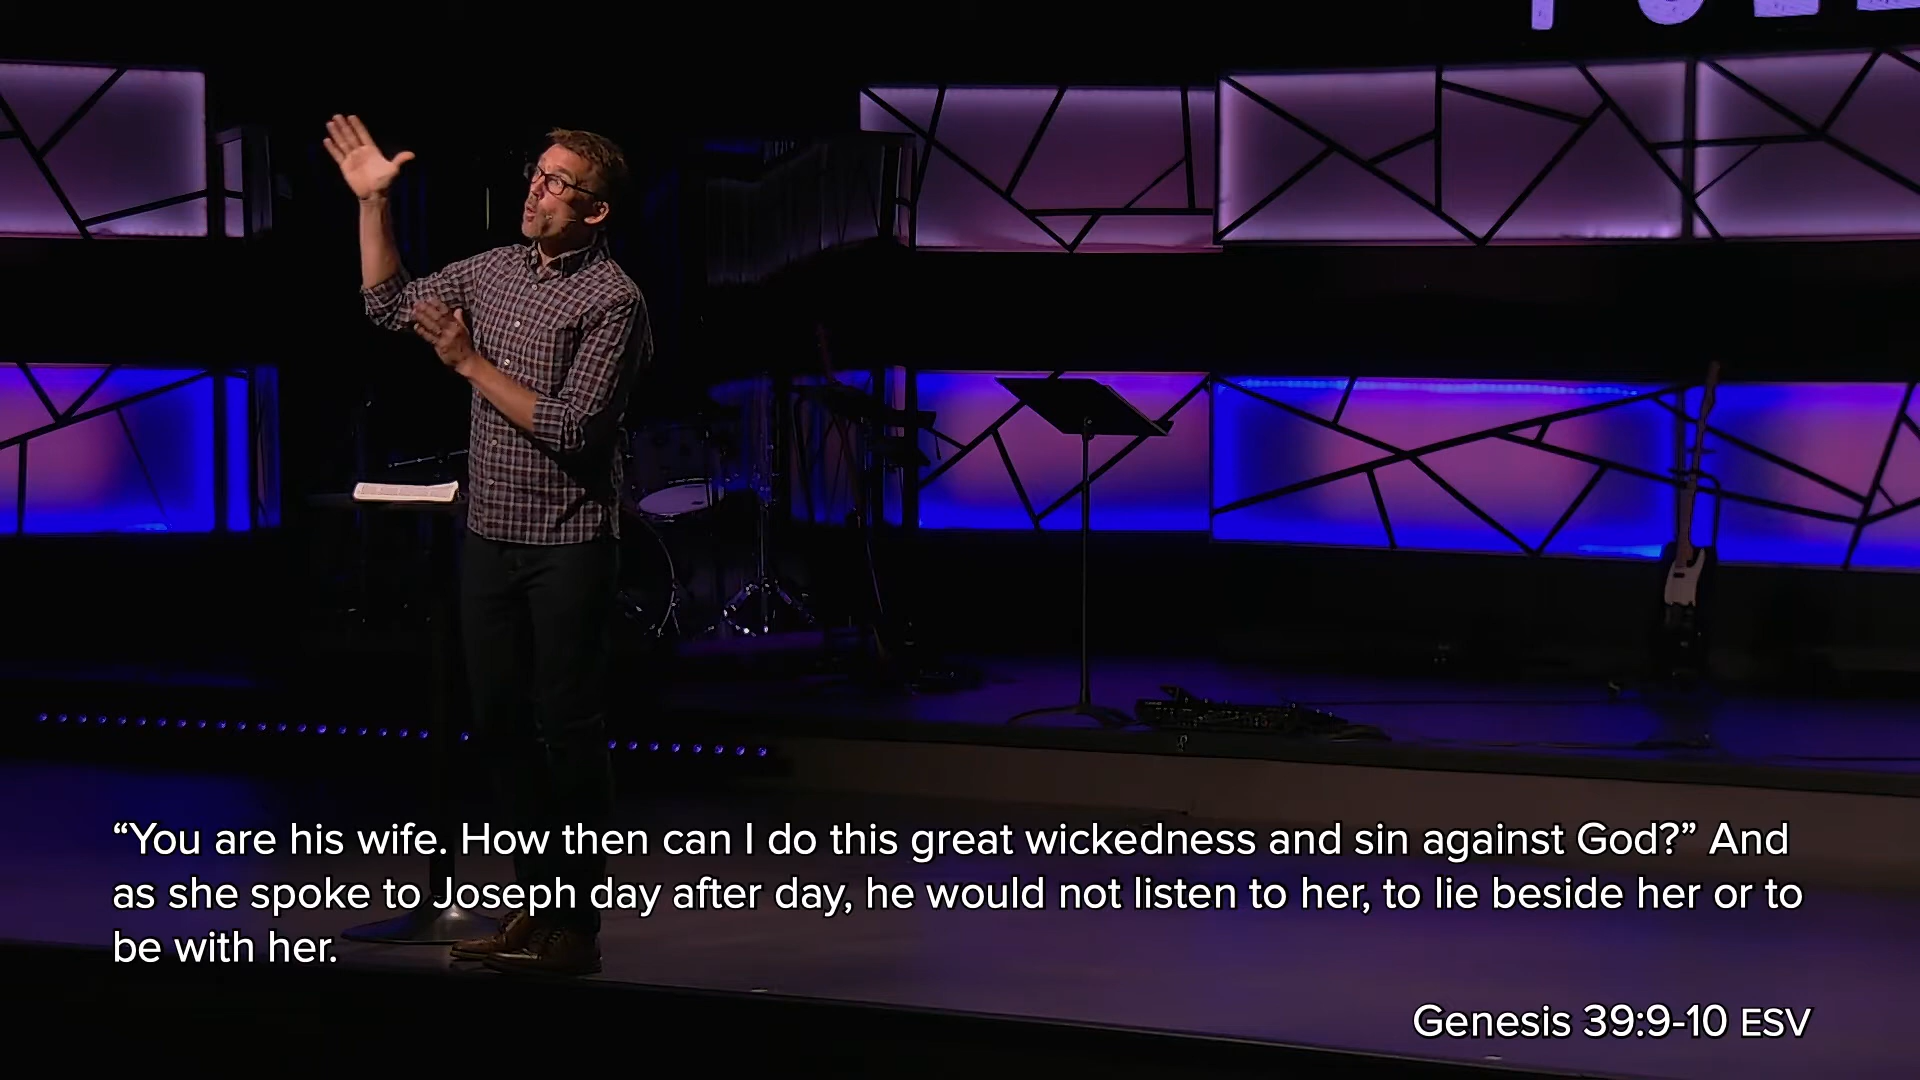 “You are his wife. How then can I do this great wickedness and sin against God?” And
as she spoke to Joseph day after day, he would not listen to her, to lie beside her or to
be with her.
Genesis 39:9-10 ESV